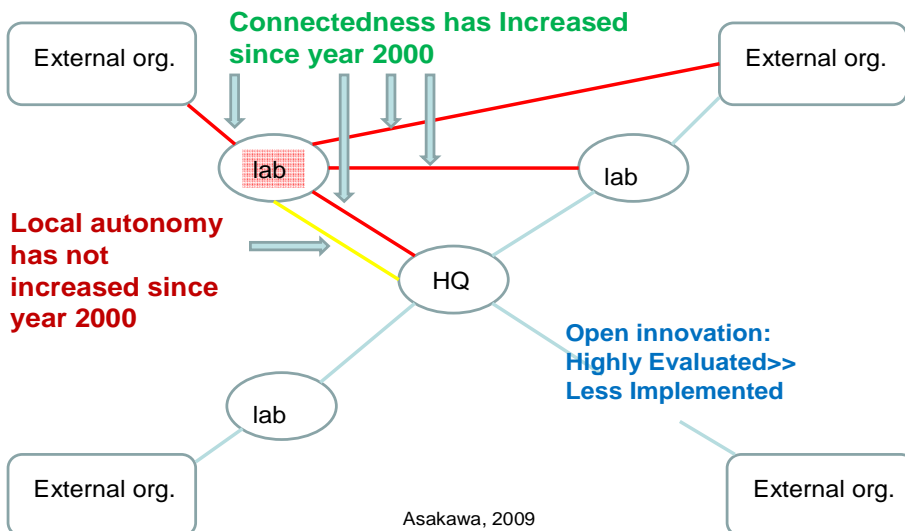 Connectedness has Increased
since year 2000
External org.
External org.
lab
lab
Local autonomy
has not
increased since
year 2000
HQ
Open innovation:
Highly Evaluated>>
Less Implemented
lab
External org.
External org.
Asakawa, 2009